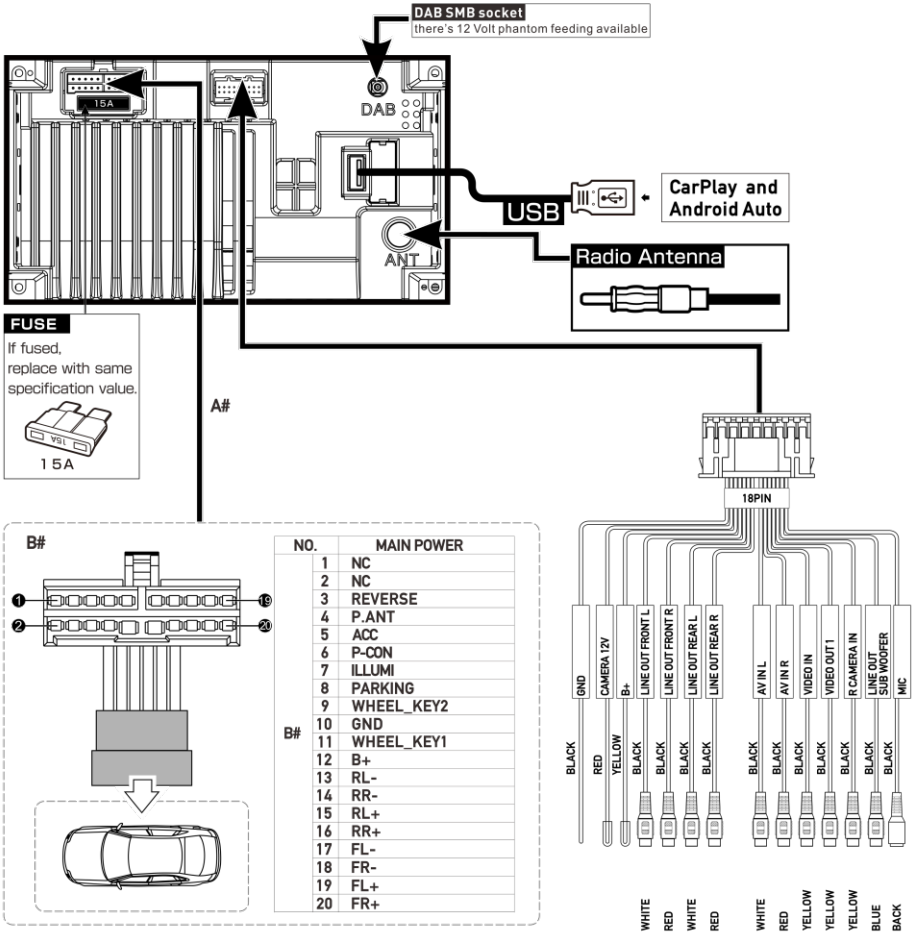 DAB SMB socket
there's 12 Volt phantom feeding available
15A
DAB
USB
CarPlay and
Android Auto
ANT
Radio Antenna
FUSE
If fused,
replace with same
specification value.
15A
15A
A#
18PIN
B#
1
19
2
20
NO. MAIN POWER
B#
1 NC
2 NC
3 REVERSE
4 P.ANT
5 ACC
6 P-CON
7 ILLUMI
8 PARKING
9 WHEEL_KEY2
10 GND
11 WHEEL_KEY1
12 B+
13 RL-
14 RR-
15 RL+
16 RR+
17 FL-
18 FR-
19 FL+
20 FR+
GND
CAMERA 12V
B+
LINE OUT FRONT L
LINE OUT FRONT R
LINE OUT REAR L
LINE OUT REAR R
AV IN L
AV IN R
VIDEO IN
VIDEO OUT 1
R CAMERA IN
LINE OUT
SUB WOOFER
MIC
BLACK
RED
YELLOW
BLACK
BLACK
BLACK
BLACK
BLACK
BLACK
BLACK
BLACK
BLACK
BLACK
BLACK
WHITE
RED
WHITE
RED
WHITE
RED
YELLOW
YELLOW
YELLOW
BLUE
BACK